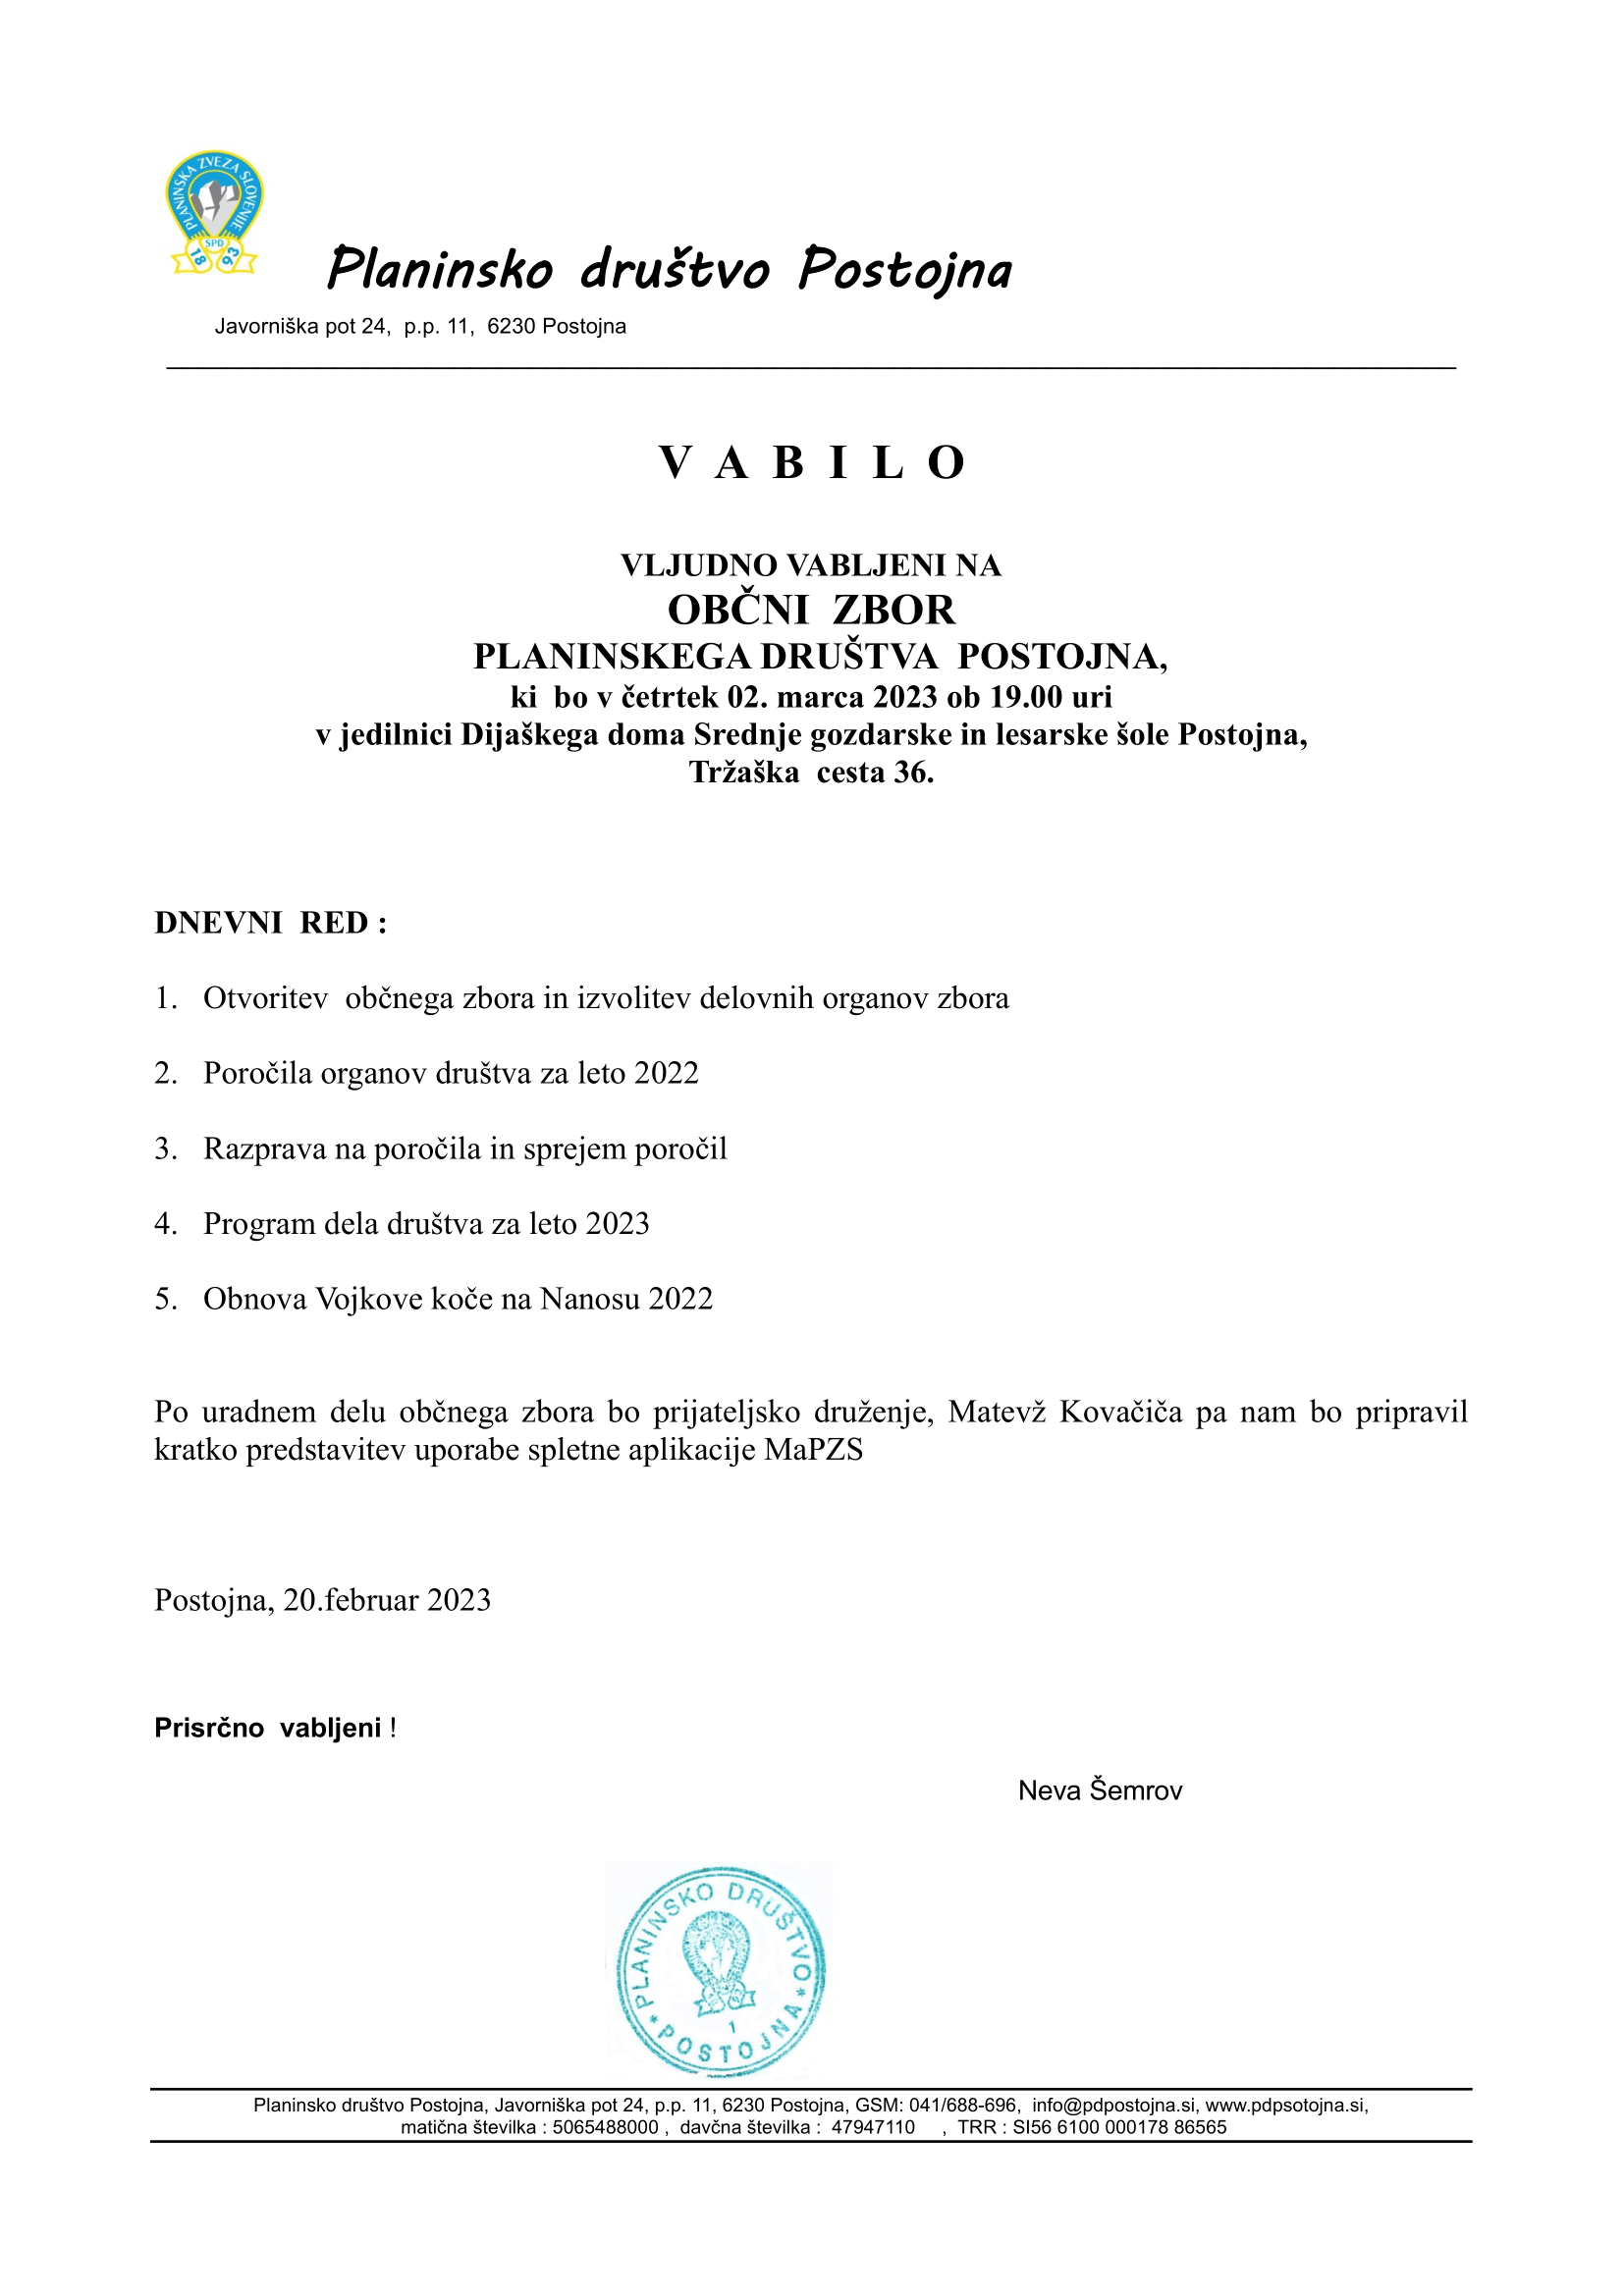 PLANINSKA ZVEZA SLOVENIJE
SPD
18 93
Planinsko društvo Postojna
Javorniška pot 24, p.p. 11, 6230 Postojna
V A B I L O
VLJUDNO VABLJENI NA
OBČNI ZBOR
PLANINSKEGA DRUŠTVA POSTOJNA,
ki bo v četrtek 02. marca 2023 ob 19.00 uri
v jedilnici Dijaškega doma Srednje gozdarske in lesarske šole Postojna,
Tržaška cesta 36.
DNEVNI RED :
1. Otvoritev občnega zbora in izvolitev delovnih organov zbora
2. Poročila organov društva za leto 2022
3. Razprava na poročila in sprejem poročil
4. Program dela društva za leto 2023
5. Obnova Vojkove koče na Nanosu 2022
Po uradnem delu občnega zbora bo prijateljsko druženje, Matevž Kovačiča pa nam bo pripravil
kratko predstavitev uporabe spletne aplikacije MaPZS
Postojna, 20.februar 2023
Prisrčno vabljeni !
Neva Šemrov
PLANINSKO DRUŠTVO
1
* POSTOJNA *
Planinsko društvo Postojna, Javorniška pot 24, p.p. 11, 6230 Postojna, GSM: 041/688-696, info@pdpostojna.si, www.pdpsotojna.si,
matična številka : 5065488000 , davčna številka : 47947110 , TRR : SI56 6100 000178 86565